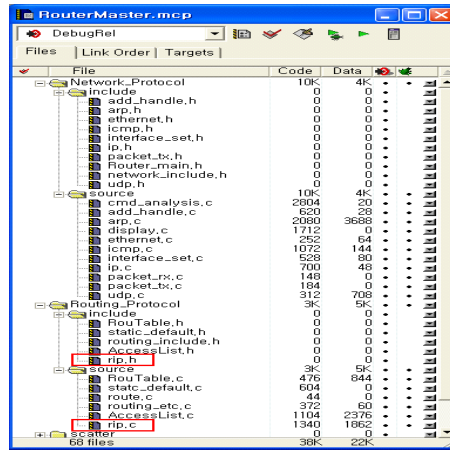 RouterMaster.mcp
DebugRel
Files Link Order Targets
File Code Data
Network_Protocol 10K 4K
include 0 0
add_handle,h 0 0
arp,h 0 0
ethernet,h 0 0
icmp,h 0 0
interface_set,h 0 0
ip,h 0 0
packet_tx,h 0 0
Router_main,h 0 0
network_include,h 0 0
udp,h 0 0
source 10K 4K
cmd_analysis,c 2804 20
add_handle,c 620 28
arp,c 2080 3688
display,c 1712 0
ethernet,c 252 64
icmp,c 1072 144
interface_set,c 528 80
ip,c 700 48
packet_rx,c 148 0
packet_tx,c 184 0
udp,c 312 708
Routing_Protocol 3K 5K
include 0 0
RouTable,h 0 0
static_default,h 0 0
routing_include,h 0 0
AccessList,h 0 0
rip,h 0 0
source 3K 5K
RouTable,c 476 844
statc_default,c 604 0
route,c 44 0
routing_etc,c 372 60
AccessList,c 1104 2376
rip,c 1340 1862
scatter 0 0
68 files 38K 22K